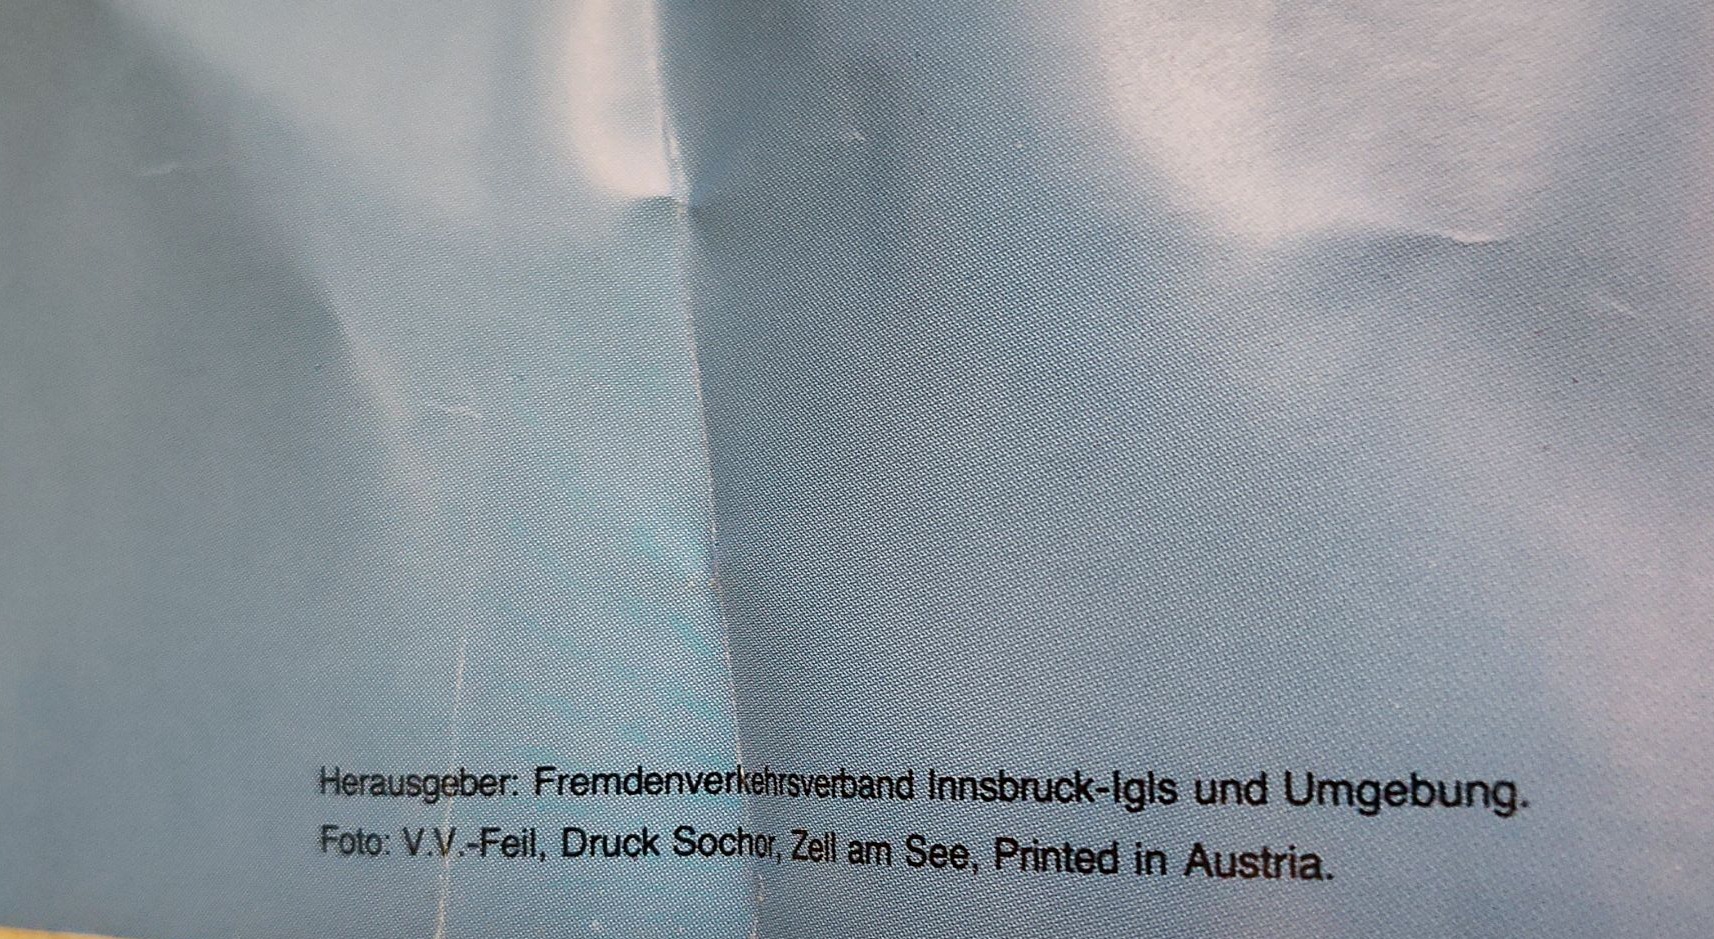 Herausgeber: Fremdenverkehrsverband Innsbruck-Igls und Umgebung.
Foto: V.V.-Feil, Druck Sochor, Zell am See, Printed in Austria.